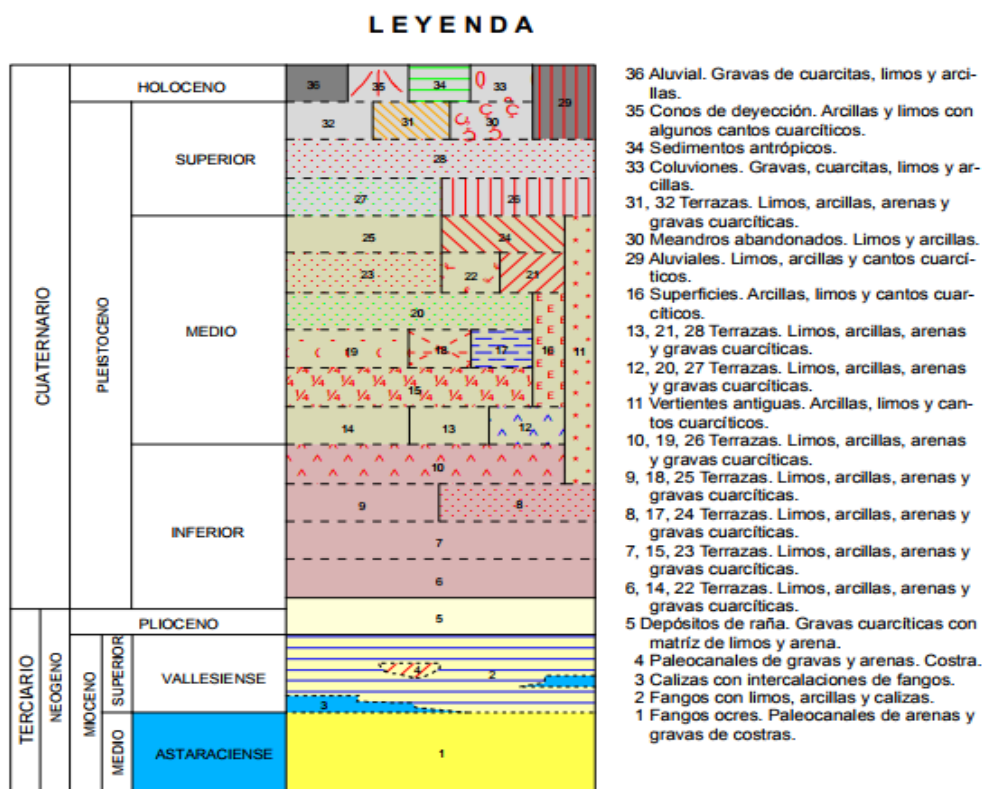 LEYENDA
HOLOCENO
36 35 34 33 29
32 31 30
SUPERIOR
28
27 26
25 24
23 22 21
CUATERNARIO
PLEISTOCENO
MEDIO
20
19 18 17 16 11
15
14 13 12
10
9 8
INFERIOR
7
6
PLIOCENO
5
TERCIARIO
NEOGENO
MIOCENO
SUPERIOR
VALLESIENSE
4 2
3
MEDIO
ASTARACIENSE
1
36 Aluvial. Gravas de cuarcitas, limos y arci-
llas.
35 Conos de deyección. Arcillas y limos con
algunos cantos cuarcíticos.
34 Sedimentos antrópicos.
33 Coluviones. Gravas, cuarcitas, limos y ar-
cillas.
31, 32 Terrazas. Limos, arcillas, arenas y
gravas cuarcíticas.
30 Meandros abandonados. Limos y arcillas.
29 Aluviales. Limos, arcillas y cantos cuarcí-
ticos.
16 Superficies. Arcillas, limos y cantos cuar-
cíticos.
13, 21, 28 Terrazas. Limos, arcillas, arenas
y gravas cuarcíticas.
12, 20, 27 Terrazas. Limos, arcillas, arenas
y gravas cuarcíticas.
11 Vertientes antiguas. Arcillas, limos y can-
tos cuarcíticos.
10, 19, 26 Terrazas. Limos, arcillas, arenas
y gravas cuarcíticas.
9, 18, 25 Terrazas. Limos, arcillas, arenas y
gravas cuarcíticas.
8, 17, 24 Terrazas. Limos, arcillas, arenas y
gravas cuarcíticas.
7, 15, 23 Terrazas. Limos, arcillas, arenas y
gravas cuarcíticas.
6, 14, 22 Terrazas. Limos, arcillas, arenas y
gravas cuarcíticas.
5 Depósitos de raña. Gravas cuarcíticas con
matríz de limos y arena.
4 Paleocanales de gravas y arenas. Costra.
3 Calizas con intercalaciones de fangos.
2 Fangos con limos, arcillas y calizas.
1 Fangos ocres. Paleocanales de arenas y
gravas de costras.